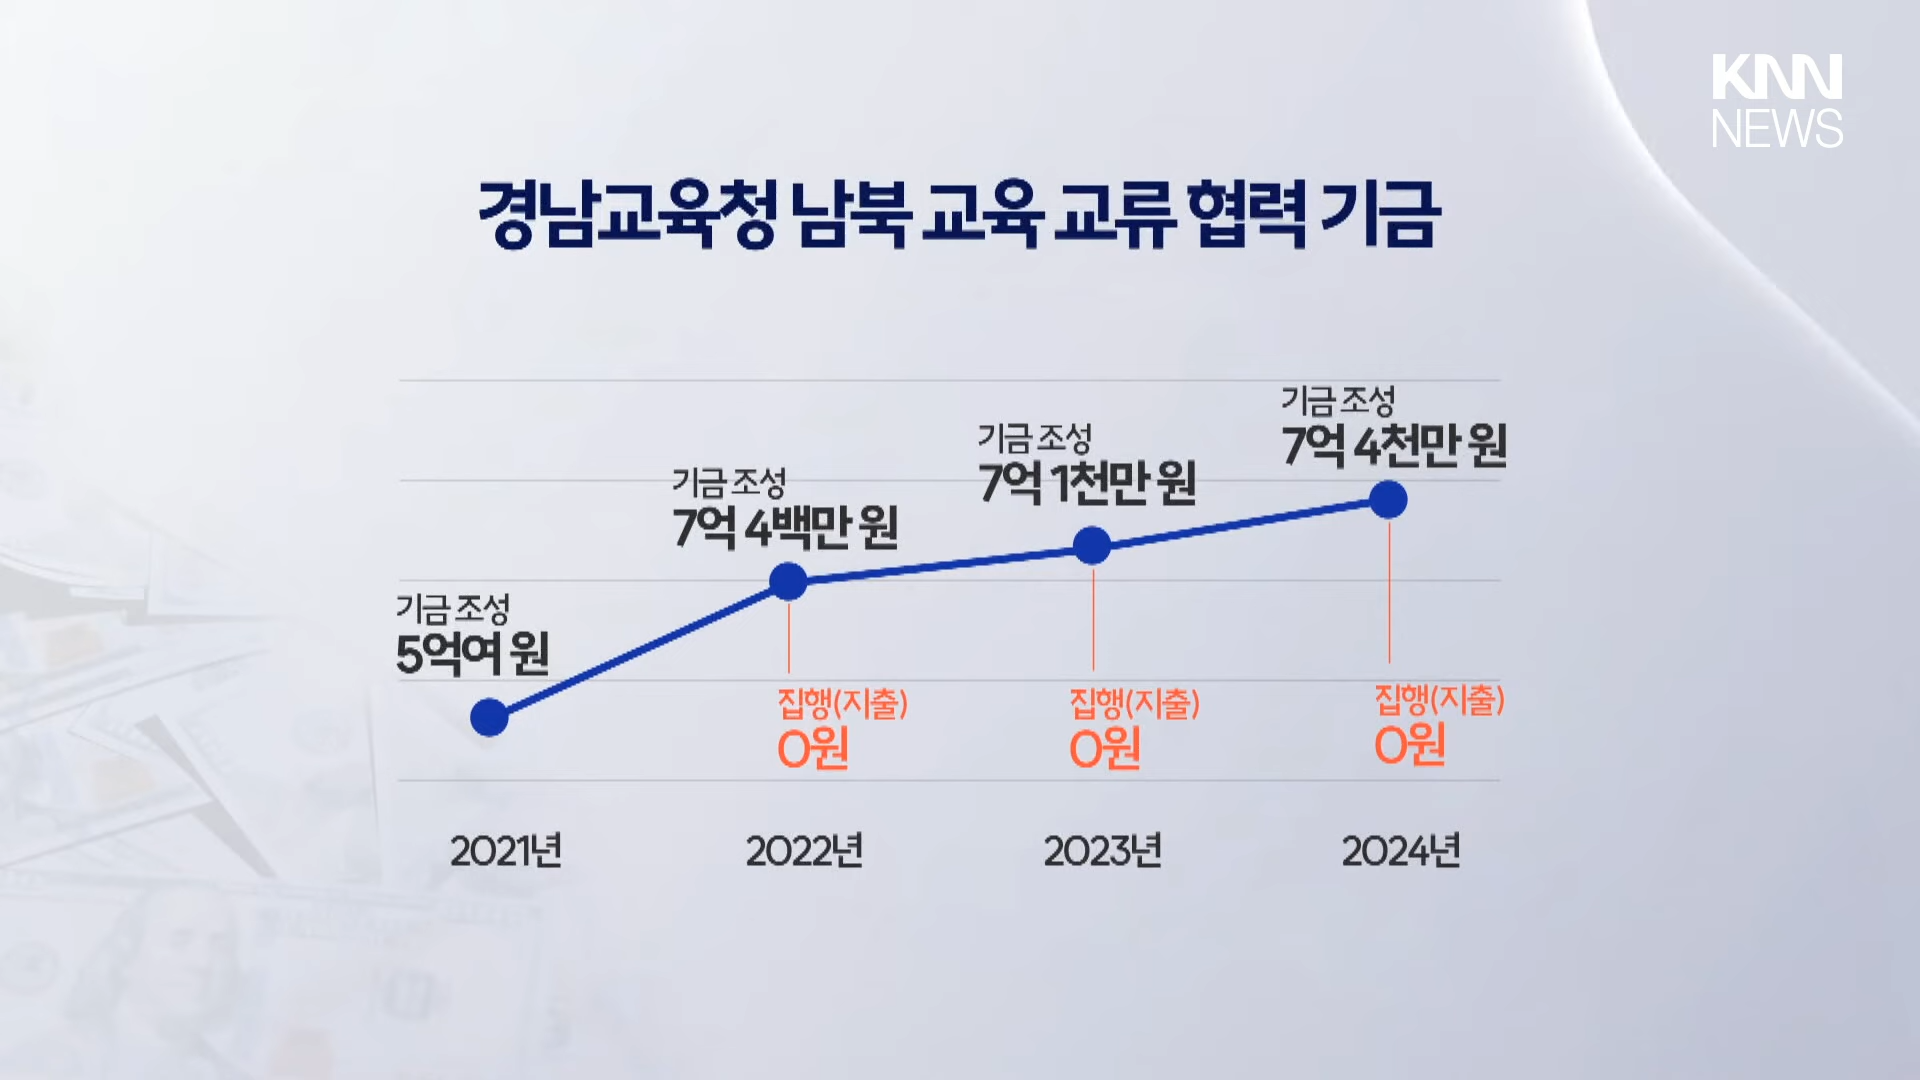 KNN
NEWS
경남교육청 남북 교육 교류 협력 기금
기금 조성
5억여 원
기금 조성
7억 4백만 원
기금 조성
7억 1천만 원
기금 조성
7억 4천만 원
집행(지출)
0원
집행(지출)
0원
집행(지출)
0원
2021년
2022년
2023년
2024년